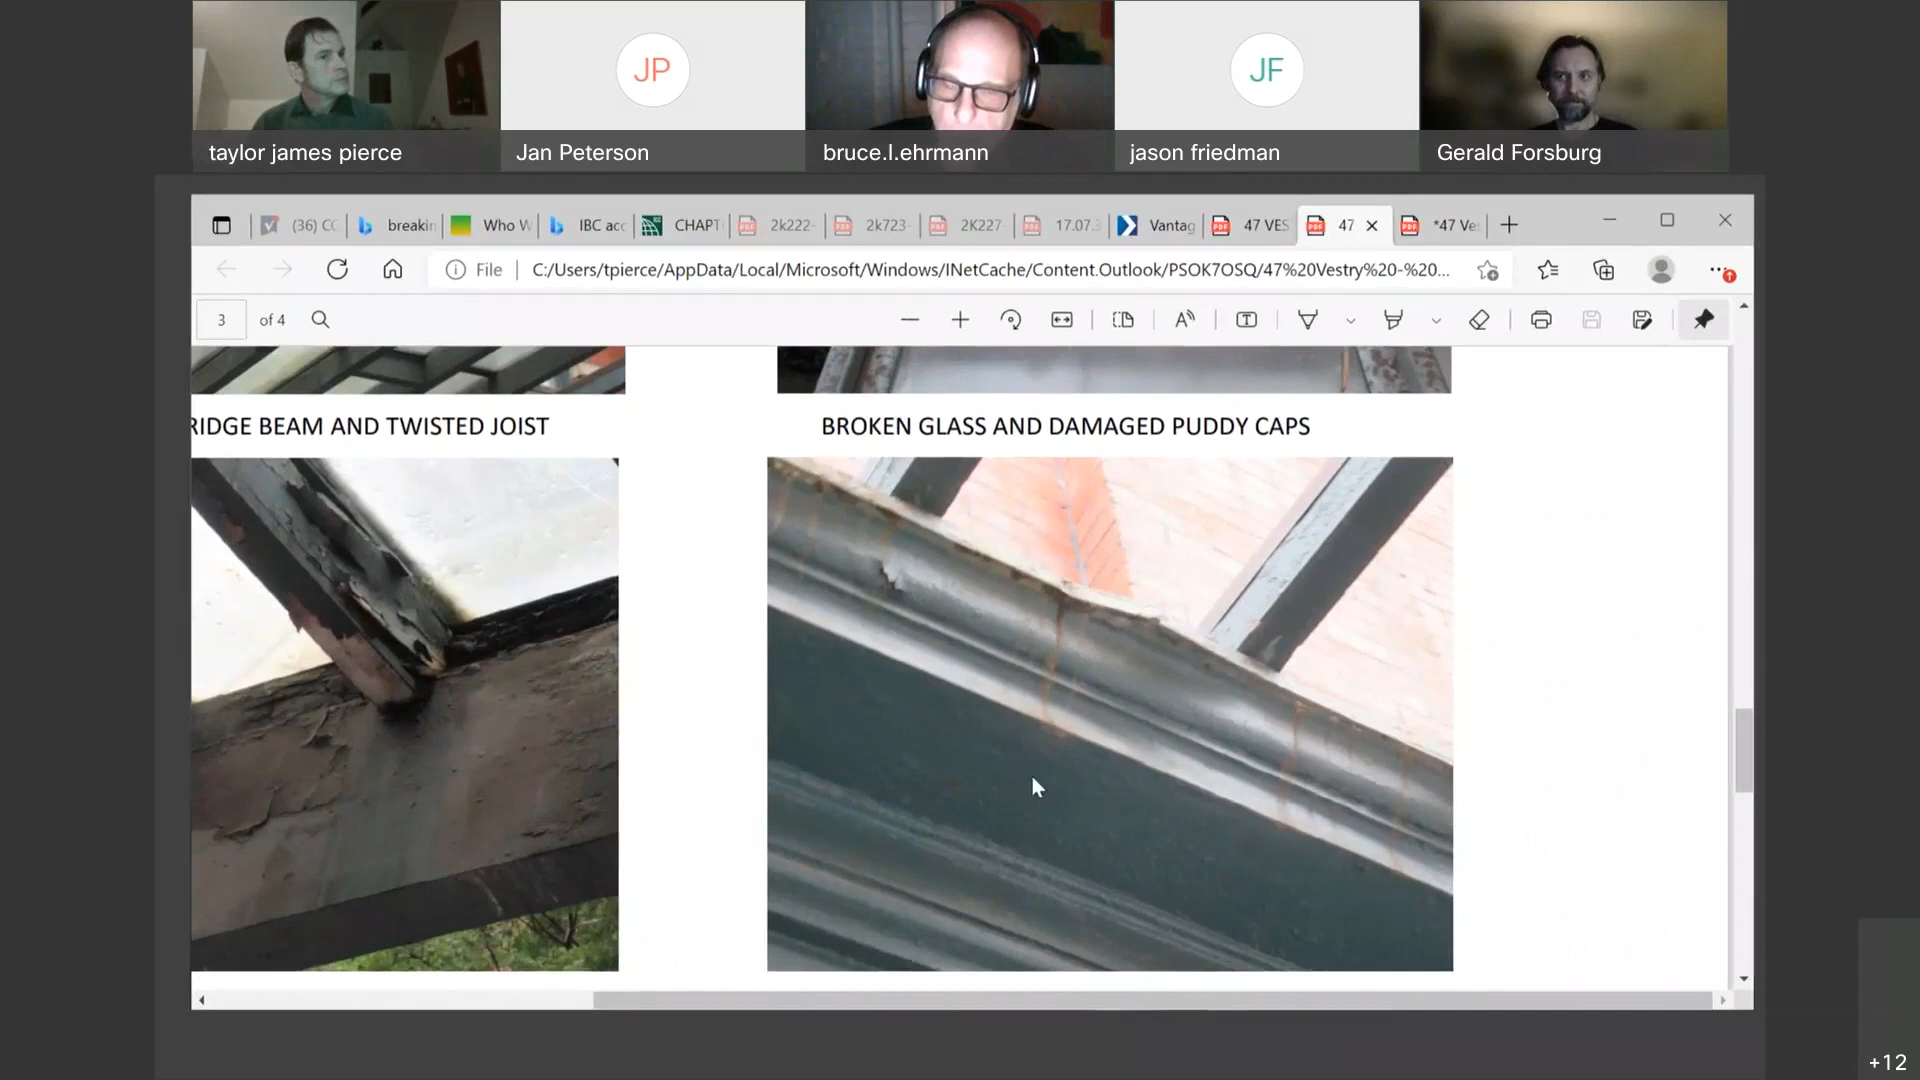 JP
JF
taylor james pierce
Jan Peterson
bruce.l.ehrmann
jason friedman
Gerald Forsburg
(36) CC
breakin
Who W
IBC acc
CHAPT
2k222-
2k723-
2K227-
17.07.
Vantag
47 VES
47
*47 Ve
File
C:/Users/tpierce/AppData/Local/Microsoft/Windows/INetCache/Content.Outlook/PSOK7OSQ/47%20Vestry%20-%20...
3 of 4
RIDGE BEAM AND TWISTED JOIST
BROKEN GLASS AND DAMAGED PUDDY CAPS
+12